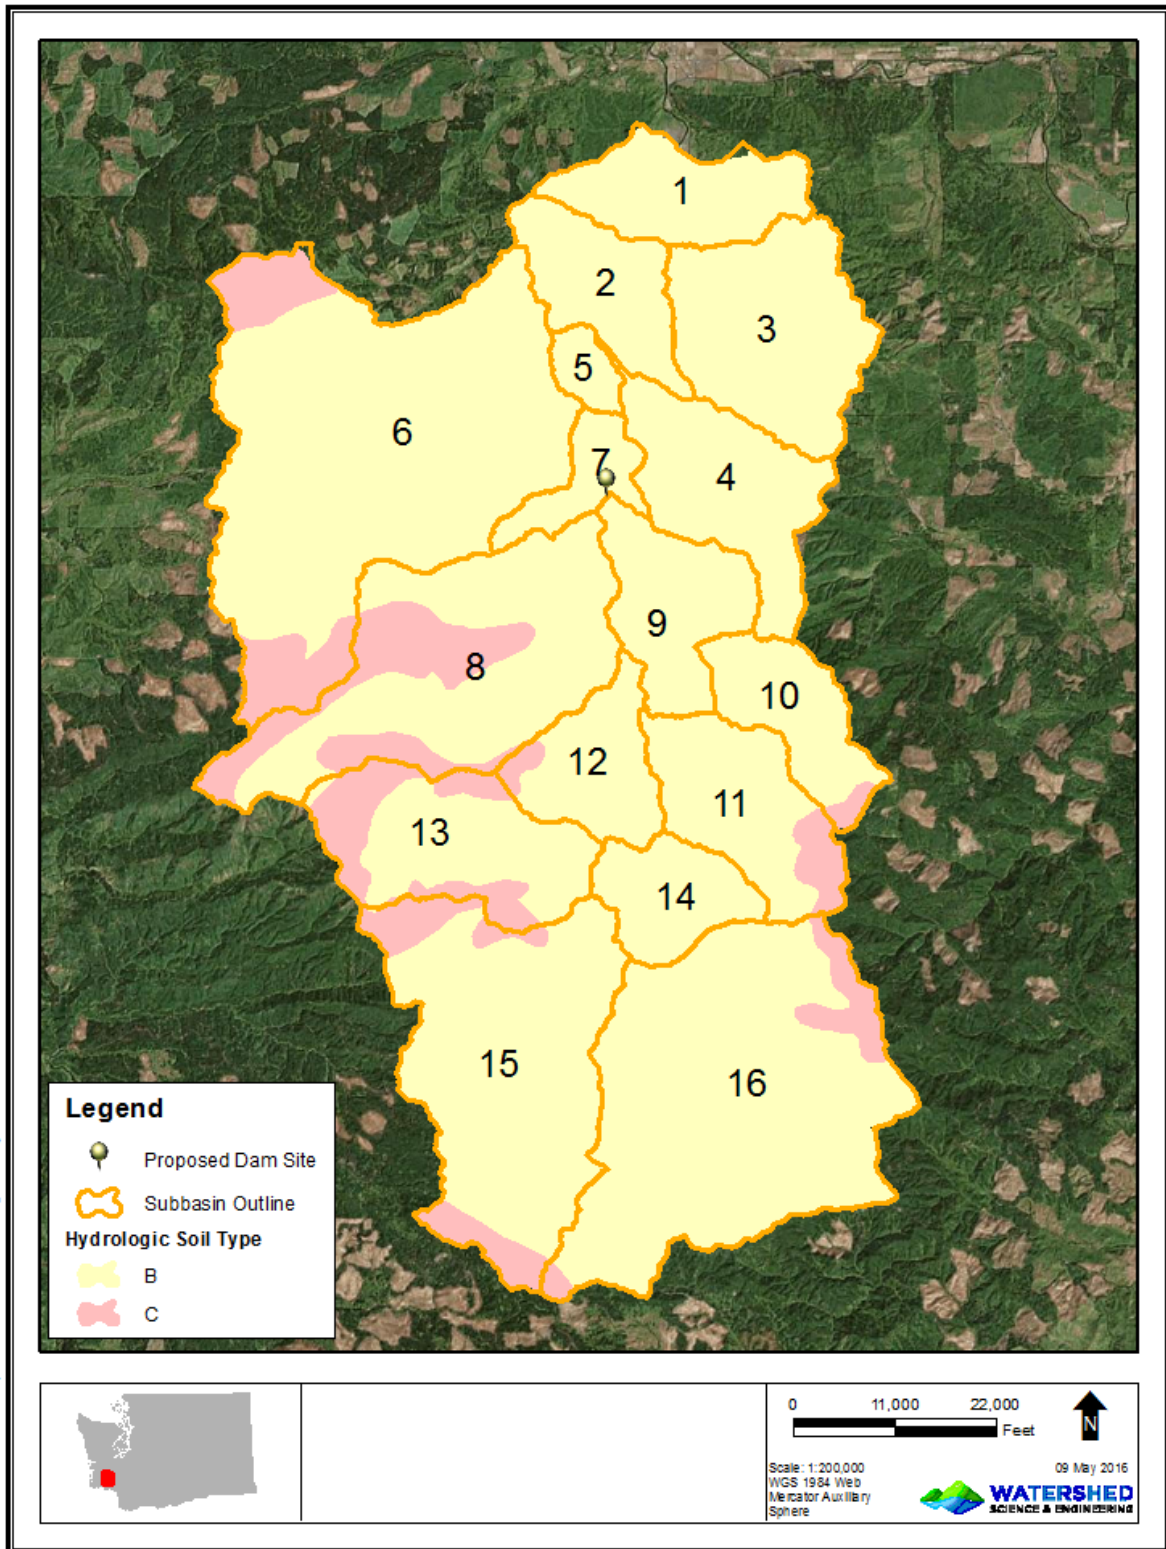 1
2
3
5
6
7
4
9
8
10
12
11
13
14
15
16
Legend
Proposed Dam Site
Subbasin Outline
Hydrologic Soil Type
B
C
0 11,000 22,000
Feet
N
Scale: 1:200,000
WGS 1984 Web
Mercator Auxiliary
Sphere
09 May 2016
WATERSHED
SCIENCE & ENGINEERING